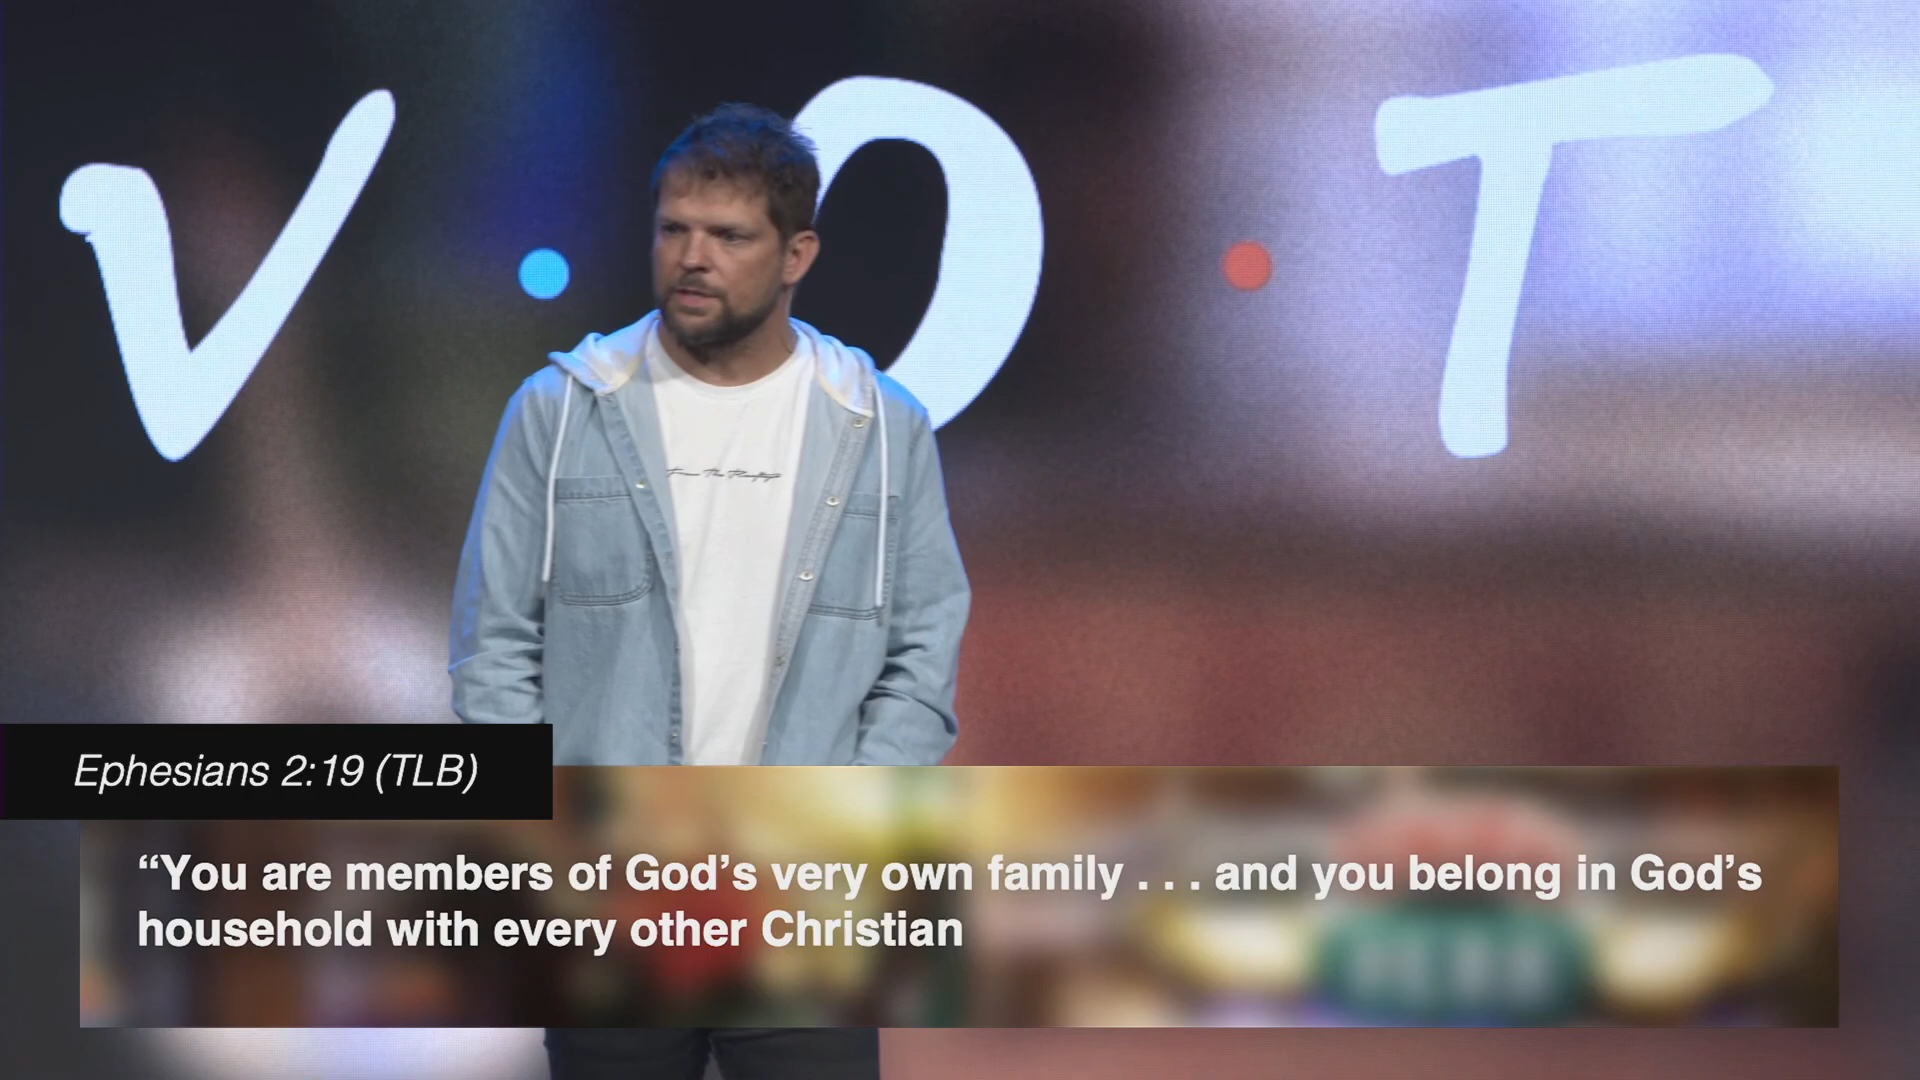 V • O • T
Ephesians 2:19 (TLB)
“You are members of God’s very own family . . . and you belong in God’s
household with every other Christian